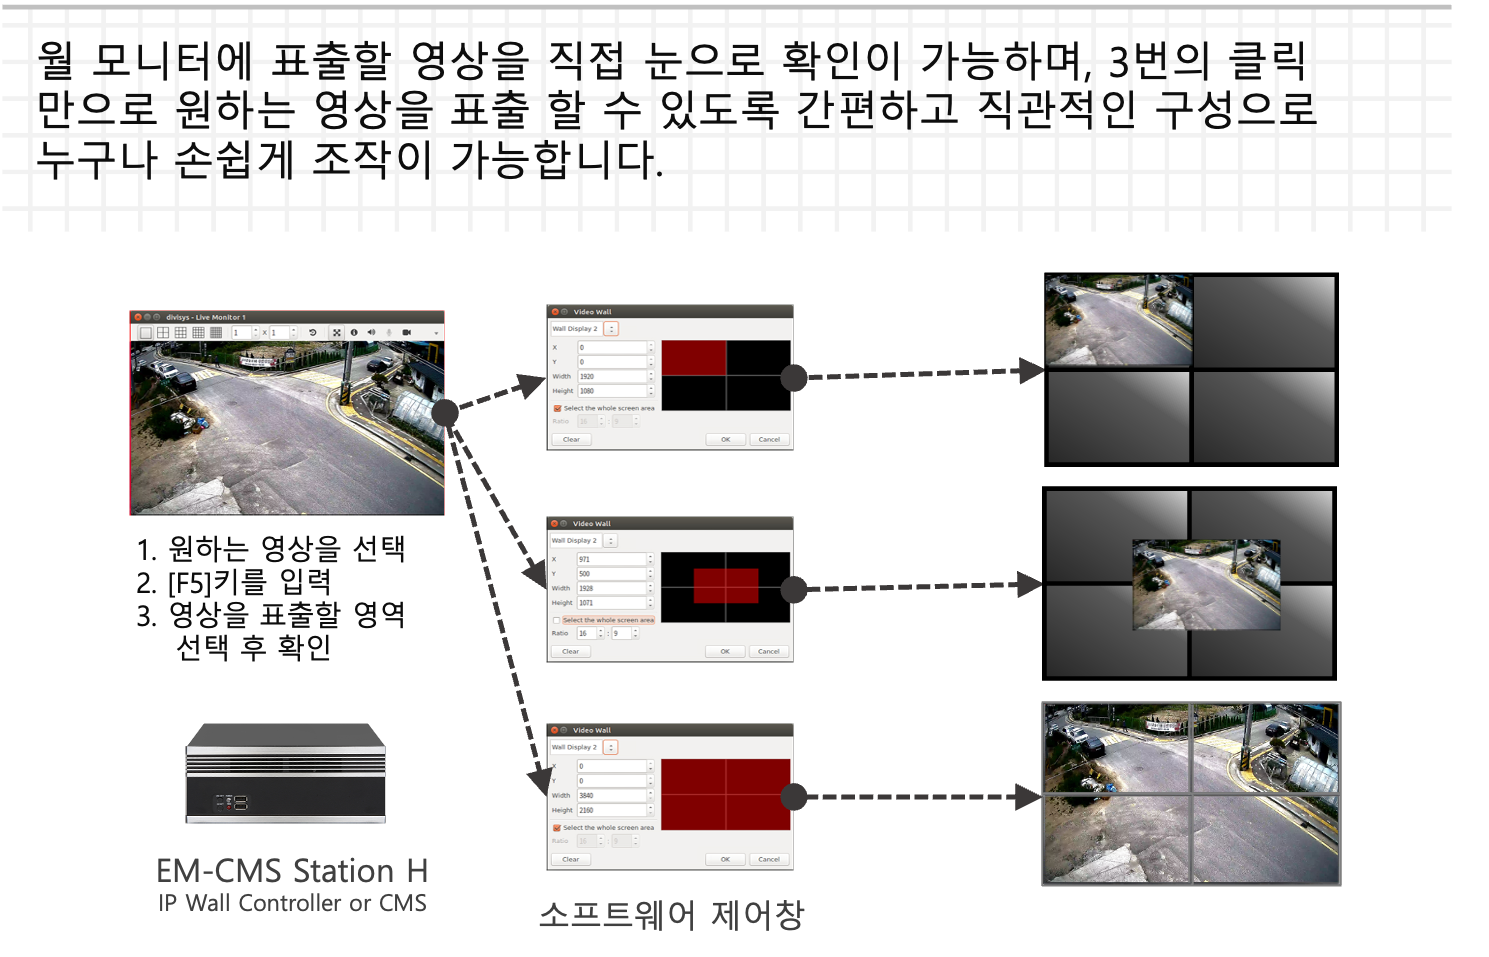 월 모니터에 표출할 영상을 직접 눈으로 확인이 가능하며, 3번의 클릭
만으로 원하는 영상을 표출 할 수 있도록 간편하고 직관적인 구성으로
누구나 손쉽게 조작이 가능합니다.
divisys - Live Monitor 1
1 x 1
1. 원하는 영상을 선택
2. [F5]키를 입력
3. 영상을 표출할 영역
선택 후 확인
EM-CMS Station H
IP Wall Controller or CMS
Video Wall
Wall Display 2
X 0
Y 0
Width 1920
Height 1080
Select the whole screen area
Ratio 16 : 9
Clear OK Cancel
Video Wall
Wall Display 2
X 971
Y 500
Width 1928
Height 1071
Select the whole screen area
Ratio 16 : 9
Clear OK Cancel
Video Wall
Wall Display 2
X 0
Y 0
Width 3840
Height 2160
Select the whole screen area
Ratio 16 : 9
Clear OK Cancel
소프트웨어 제어창